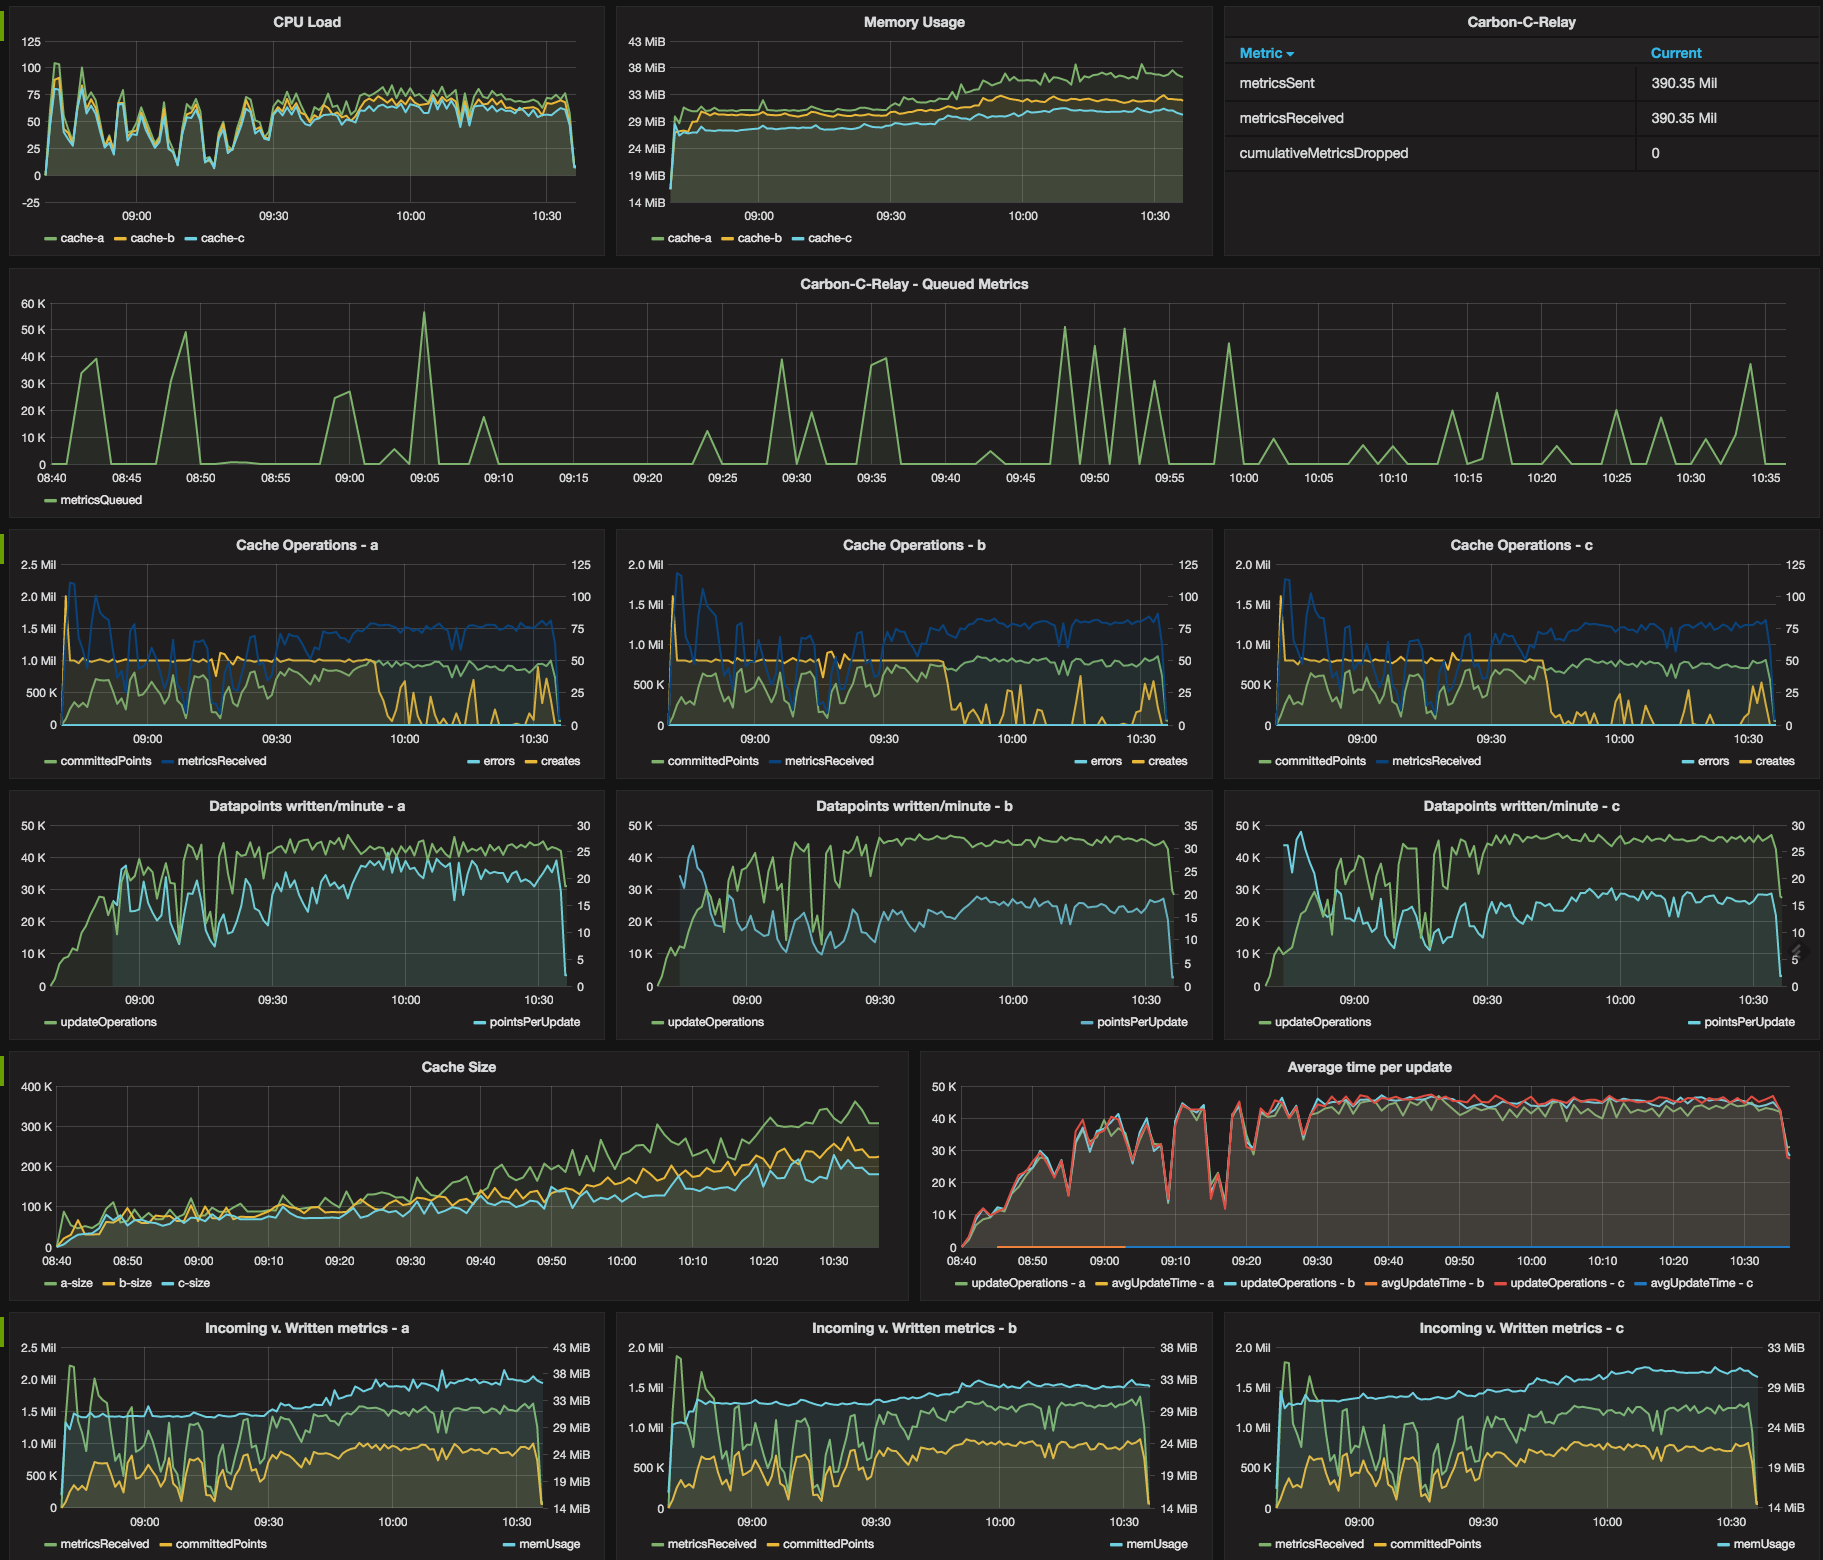 CPU Load
125
100
75
50
25
0
-25
09:00 09:30 10:00 10:30
cache-a cache-b cache-c
Memory Usage
43 MiB
38 MiB
33 MiB
29 MiB
24 MiB
19 MiB
14 MiB
09:00 09:30 10:00 10:30
cache-a cache-b cache-c
Carbon-C-Relay
Metric Current
metricsSent 390.35 Mil
metricsReceived 390.35 Mil
cumulativeMetricsDropped 0
Carbon-C-Relay - Queued Metrics
60 K
50 K
40 K
30 K
20 K
10 K
0
08:40 08:45 08:50 08:55 09:00 09:05 09:10 09:15 09:20 09:25 09:30 09:35 09:40 09:45 09:50 09:55 10:00 10:05 10:10 10:15 10:20 10:25 10:30 10:35
metricsQueued
Cache Operations - a
2.5 Mil 125
2.0 Mil 100
1.5 Mil 75
1.0 Mil 50
500 K 25
0 0
09:00 09:30 10:00 10:30
committedPoints metricsReceived errors creates
Cache Operations - b
2.0 Mil 125
100
1.5 Mil 75
1.0 Mil 50
500 K 25
0 0
09:00 09:30 10:00 10:30
committedPoints metricsReceived errors creates
Cache Operations - c
2.0 Mil 125
100
1.5 Mil 75
1.0 Mil 50
500 K 25
0 0
09:00 09:30 10:00 10:30
committedPoints metricsReceived errors creates
Datapoints written/minute - a
50 K 30
40 K 25
20
30 K 15
20 K 10
10 K 5
0 0
09:00 09:30 10:00 10:30
updateOperations pointsPerUpdate
Datapoints written/minute - b
50 K 35
40 K 30
25
30 K 20
20 K 15
10
10 K 5
0 0
09:00 09:30 10:00 10:30
updateOperations pointsPerUpdate
Datapoints written/minute - c
50 K 30
40 K 25
20
30 K 15
20 K 10
10 K 5
0 0
09:00 09:30 10:00 10:30
updateOperations pointsPerUpdate
Cache Size
400 K
300 K
200 K
100 K
0
08:40 08:50 09:00 09:10 09:20 09:30 09:40 09:50 10:00 10:10 10:20 10:30
a-size b-size c-size
Average time per update
50 K
40 K
30 K
20 K
10 K
0
08:40 08:50 09:00 09:10 09:20 09:30 09:40 09:50 10:00 10:10 10:20 10:30
updateOperations - a avgUpdateTime - a updateOperations - b avgUpdateTime - b updateOperations - c avgUpdateTime - c
Incoming v. Written metrics - a
2.5 Mil 43 MiB
2.0 Mil 38 MiB
33 MiB
1.5 Mil 29 MiB
1.0 Mil 24 MiB
500 K 19 MiB
0 14 MiB
09:00 09:30 10:00 10:30
metricsReceived committedPoints memUsage
Incoming v. Written metrics - b
2.0 Mil 38 MiB
1.5 Mil 33 MiB
29 MiB
1.0 Mil 24 MiB
500 K 19 MiB
0 14 MiB
09:00 09:30 10:00 10:30
metricsReceived committedPoints memUsage
Incoming v. Written metrics - c
2.0 Mil 33 MiB
1.5 Mil 29 MiB
1.0 Mil 24 MiB
500 K 19 MiB
0 14 MiB
09:00 09:30 10:00 10:30
metricsReceived committedPoints memUsage